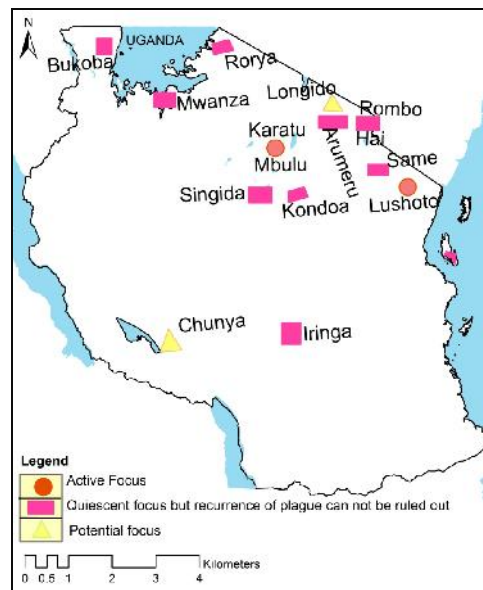 N
UGANDA
Bukoba
Rorya
Mwanza
Longido
Rombo
Hai
Karatu
Mbulu
Arumeru
Same
Lushoto
Singida
Kondoa
Chunya
Iringa
Legend
Active Focus
Quiescent focus but recurrence of plague can not be ruled out
Potential focus
Kilometers
0 0.5 1 2 3 4